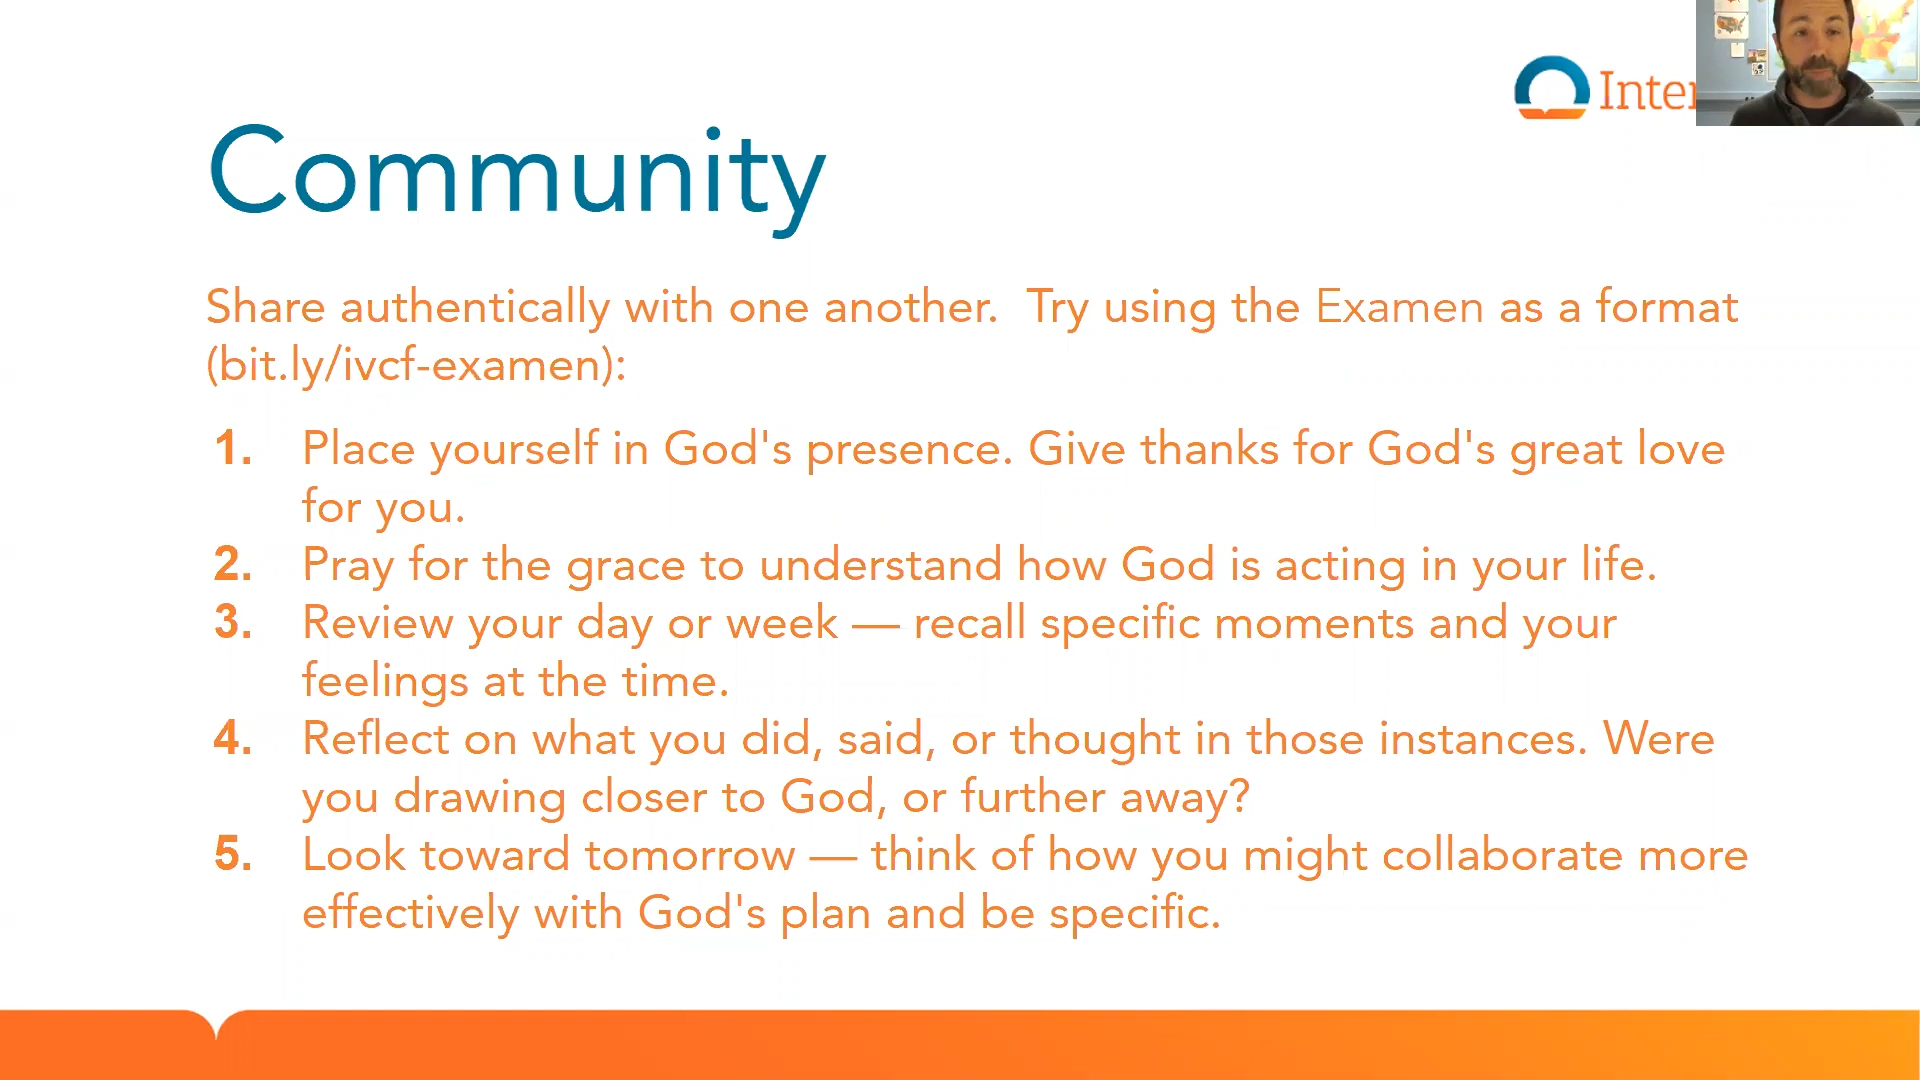 Inter
Community
Share authentically with one another. Try using the Examen as a format
(bit.ly/ivcf-examen):
1. Place yourself in God's presence. Give thanks for God's great love
for you.
2. Pray for the grace to understand how God is acting in your life.
3. Review your day or week — recall specific moments and your
feelings at the time.
4. Reflect on what you did, said, or thought in those instances. Were
you drawing closer to God, or further away?
5. Look toward tomorrow — think of how you might collaborate more
effectively with God's plan and be specific.